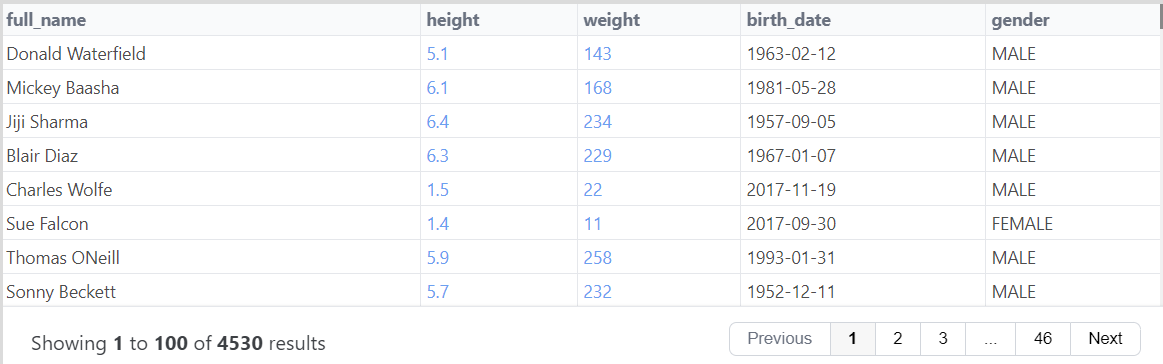 full_name height weight birth_date gender
Donald Waterfield 5.1 143 1963-02-12 MALE
Mickey Baasha 6.1 168 1981-05-28 MALE
Jiji Sharma 6.4 234 1957-09-05 MALE
Blair Diaz 6.3 229 1967-01-07 MALE
Charles Wolfe 1.5 22 2017-11-19 MALE
Sue Falcon 1.4 11 2017-09-30 FEMALE
Thomas ONeill 5.9 258 1993-01-31 MALE
Sonny Beckett 5.7 232 1952-12-11 MALE
Showing 1 to 100 of 4530 results Previous 1 2 3 ... 46 Next